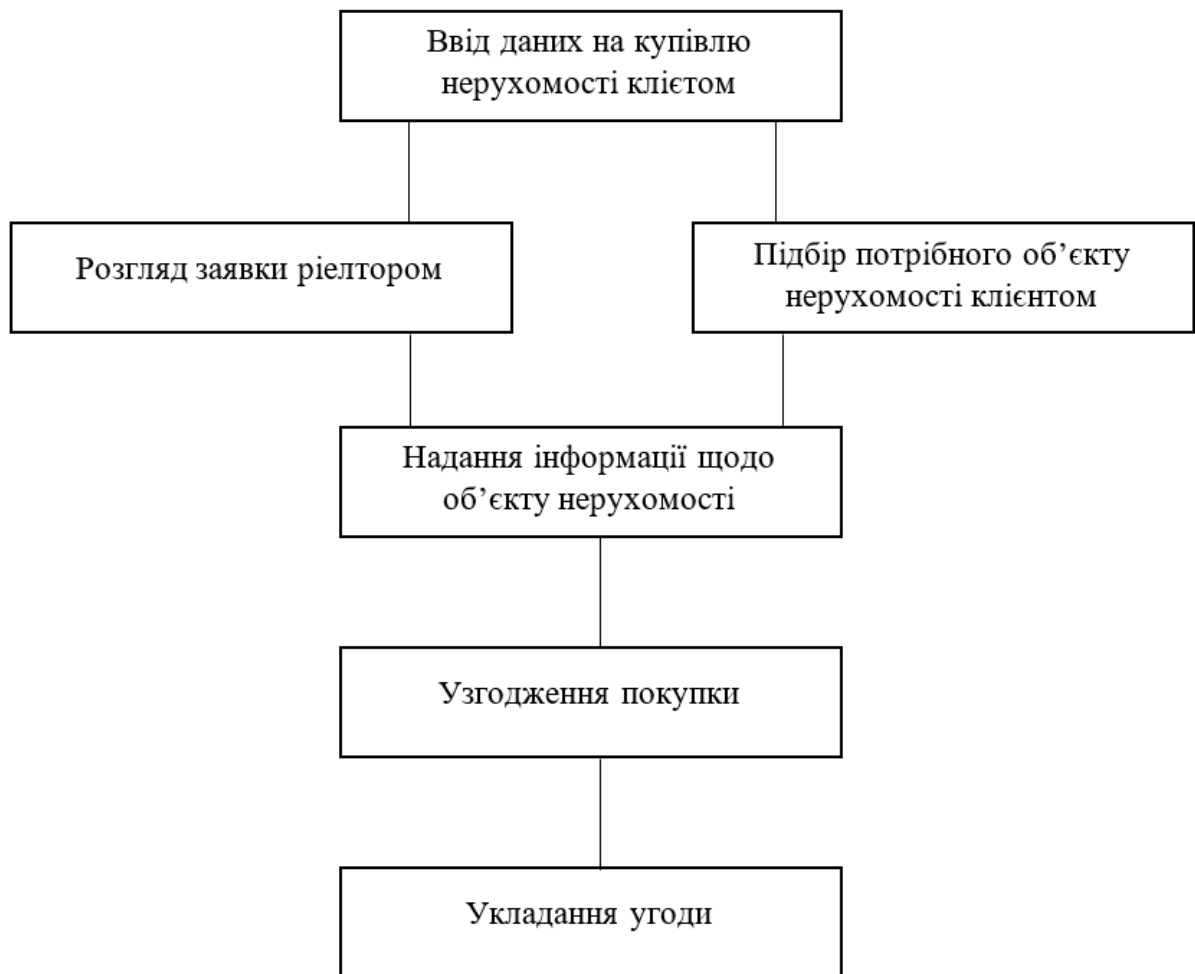 Ввід даних на купівлю
нерухомості клієтом
Розгляд заявки ріелтором
Підбір потрібного об’єкту
нерухомості клієнтом
Надання інформації щодо
об’єкту нерухомості
Узгодження покупки
Укладання угоди